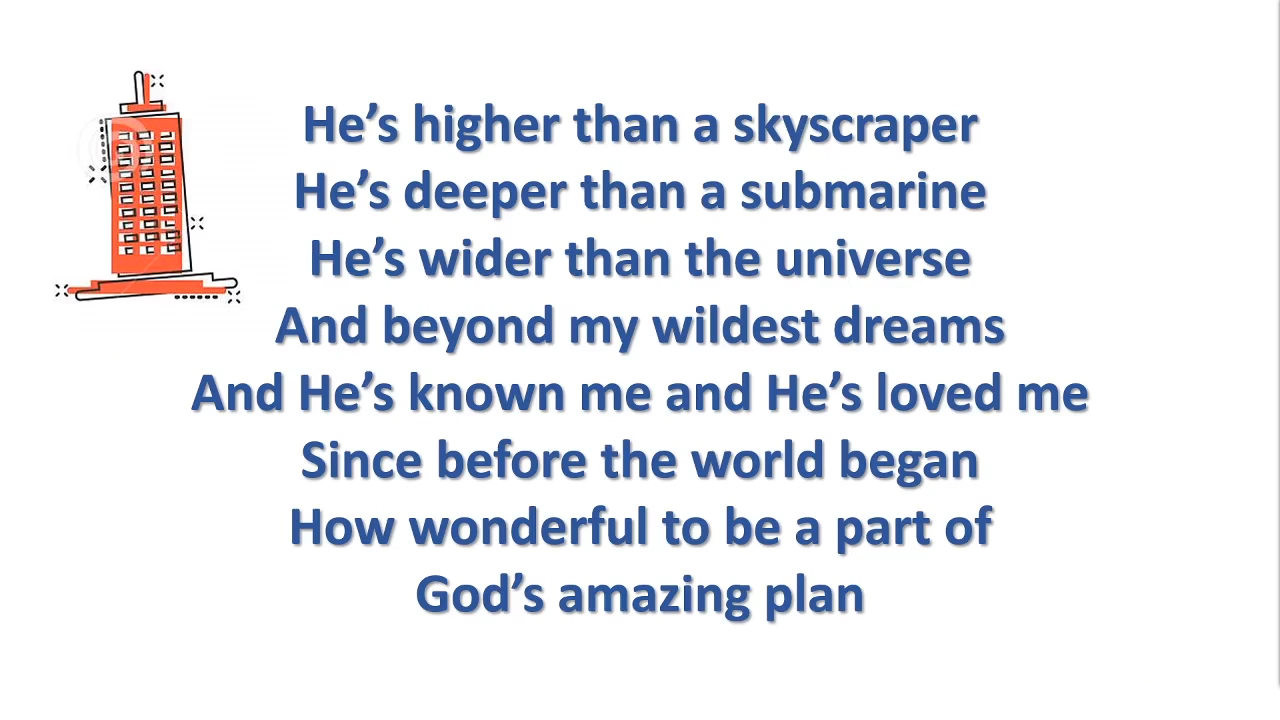 He’s higher than a skyscraper
He’s deeper than a submarine
He’s wider than the universe
And beyond my wildest dreams
And He’s known me and He’s loved me
Since before the world began
How wonderful to be a part of
God’s amazing plan